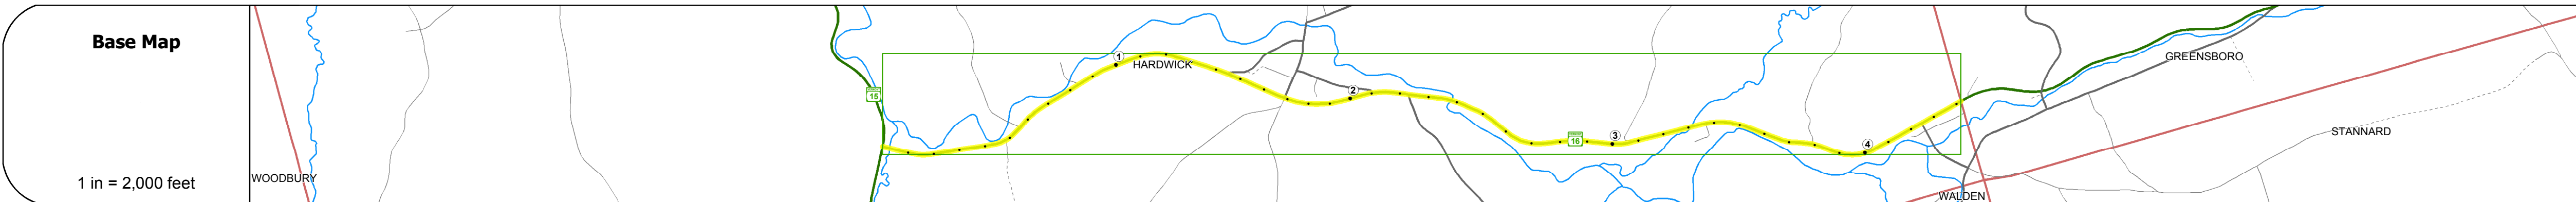 Base Map
1 in = 2,000 feet
WOODBURY
15
1
HARDWICK
2
16
3
4
GREENSBORO
STANNARD
WALDEN